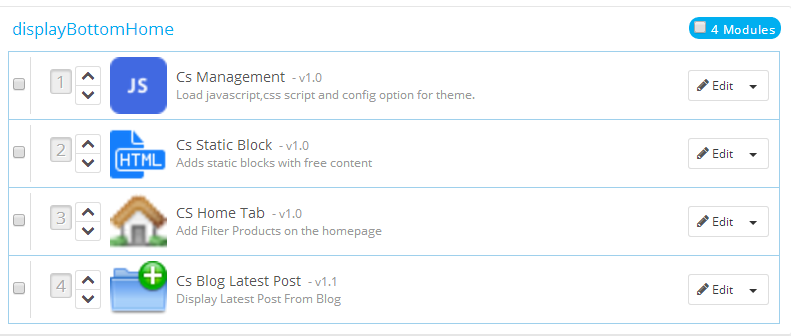 displayBottomHome
4 Modules
1
JS
Cs Management - v1.0
Load javascript,css script and config option for theme.
Edit
2
HTML
Cs Static Block - v1.0
Adds static blocks with free content
Edit
3
CS Home Tab - v1.0
Add Filter Products on the homepage
Edit
4
Cs Blog Latest Post - v1.1
Display Latest Post From Blog
Edit